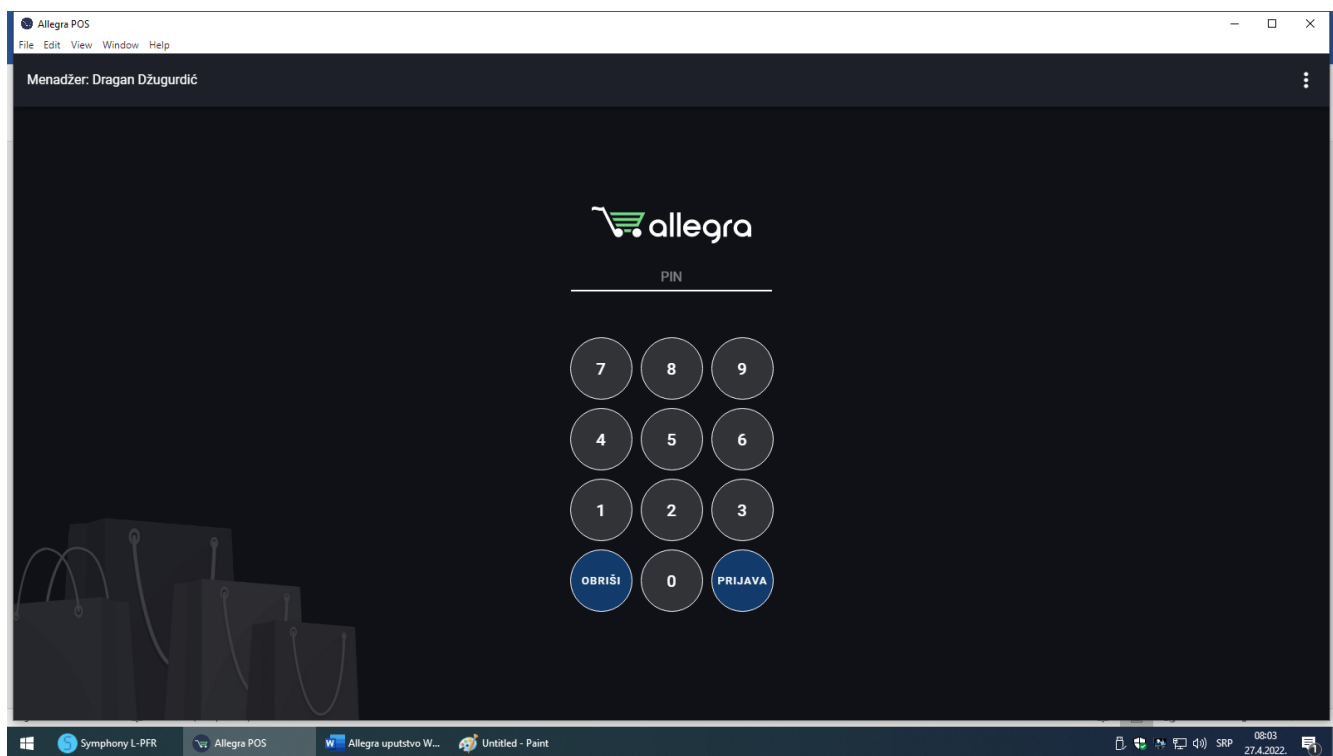 Allegra POS
File Edit View Window Help
Menadžer: Dragan Džugurdić
allegra
PIN
7 8 9
4 5 6
1 2 3
OBRIŠI 0 PRIJAVA
Symphony L-PFR Allegra POS Allegra uputstvo W... Untitled - Paint SRP 08:03
27.4.2022.